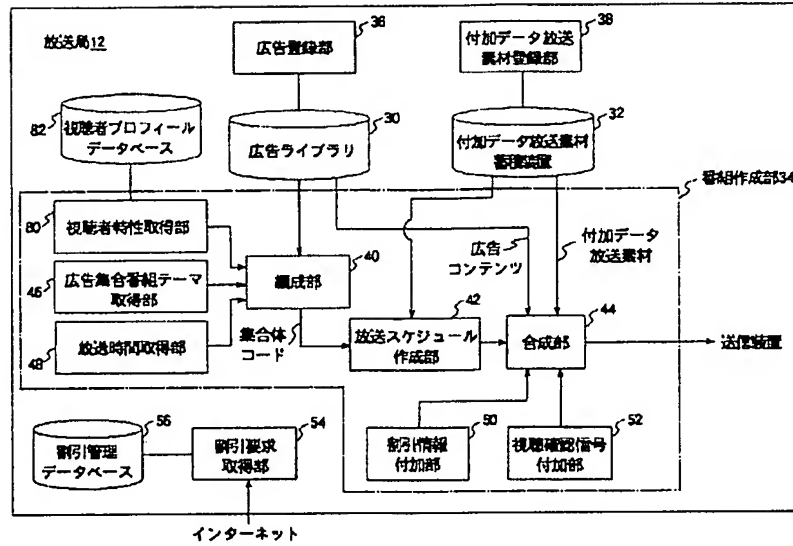 放送局12
36
広告登録部
38
付加データ放送
素材登録部
82
視聴者プロフィール
データベース
30
広告ライブラリ
32
付加データ放送素材
蓄積装置
番組作成部34
80
視聴者特性取得部
46
広告集合番組テーマ
取得部
48
放送時間取得部
40
編成部
集合体
コード
42
放送スケジュール
作成部
広告
コンテンツ
付加データ
放送素材
44
合成部
送信装置
50
割引情報
付加部
52
視聴確認信号
付加部
56
割引管理
データベース
54
割引要求
取得部
インターネット